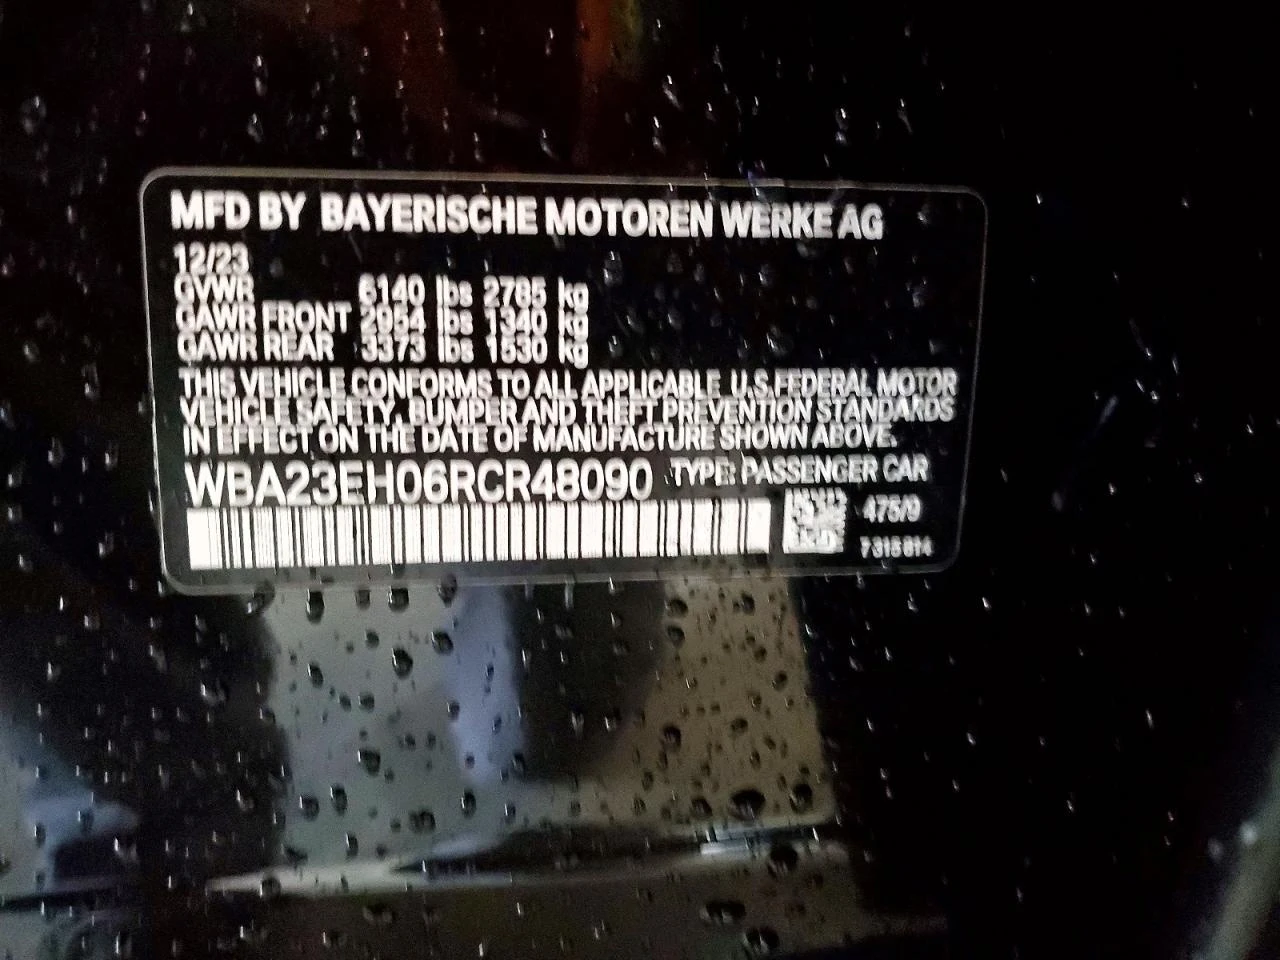 MFD BY BAYERISCHE MOTOREN WERKE AG
12/23
GVWR 6140 lbs 2785 kg
GAWR FRONT 2954 lbs 1340 kg
GAWR REAR 3373 lbs 1530 kg
THIS VEHICLE CONFORMS TO ALL APPLICABLE U.S.FEDERAL MOTOR
VEHICLE SAFETY, BUMPER AND THEFT PREVENTION STANDARDS
IN EFFECT ON THE DATE OF MANUFACTURE SHOWN ABOVE.
WBA23EH06RCR48090 TYPE: PASSENGER CAR
475/9
7 315 814